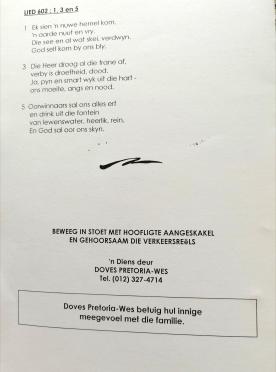 LIED 602 : 1, 3 en 5
1 Ek sien 'n nuwe hemel kom,
'n aarde nuut en vry.
Die see en al wat skei, verdwyn.
God self kom by ons bly.
3 Die Heer droog al die trane af,
verby is droefheid, dood.
Ja, pyn en smart wyk uit die hart -
ons moeite, angs en nood.
5 Oorwinnaars sal ons alles erf
en drink uit die fontein
van lewenswater, heerlik, rein,
En God sal oor ons skyn.
BEWEEG IN STOET MET HOOFLIGTE AANGESKAKEL
EN GEHOORSAAM DIE VERKEERSREËLS
'n Diens deur
DOVES PRETORIA-WES
Tel. (012) 327-4714
Doves Pretoria-Wes betuig hul innige
meegevoel met die familie.